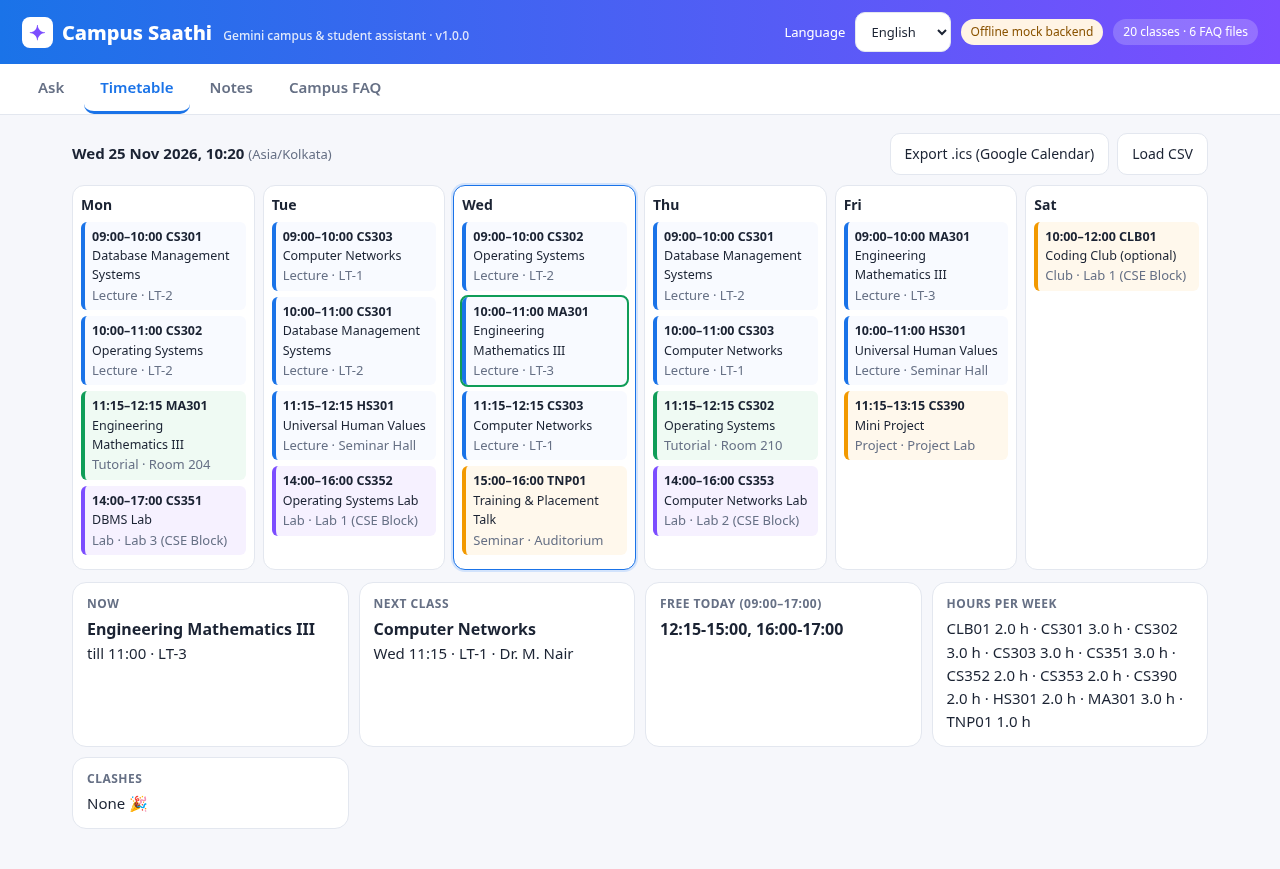 Campus Saathi Gemini campus & student assistant · v1.0.0 Language English Offline mock backend 20 classes · 6 FAQ files
Ask Timetable Notes Campus FAQ
Wed 25 Nov 2026, 10:20 (Asia/Kolkata) Export .ics (Google Calendar) Load CSV
Mon
09:00–10:00 CS301
Database Management
Systems
Lecture · LT-2
10:00–11:00 CS302
Operating Systems
Lecture · LT-2
11:15–12:15 MA301
Engineering
Mathematics III
Tutorial · Room 204
14:00–17:00 CS351
DBMS Lab
Lab · Lab 3 (CSE Block)
Tue
09:00–10:00 CS303
Computer Networks
Lecture · LT-1
10:00–11:00 CS301
Database Management
Systems
Lecture · LT-2
11:15–12:15 HS301
Universal Human Values
Lecture · Seminar Hall
14:00–16:00 CS352
Operating Systems Lab
Lab · Lab 1 (CSE Block)
Wed
09:00–10:00 CS302
Operating Systems
Lecture · LT-2
10:00–11:00 MA301
Engineering
Mathematics III
Lecture · LT-3
11:15–12:15 CS303
Computer Networks
Lecture · LT-1
15:00–16:00 TNP01
Training & Placement
Talk
Seminar · Auditorium
Thu
09:00–10:00 CS301
Database Management
Systems
Lecture · LT-2
10:00–11:00 CS303
Computer Networks
Lecture · LT-1
11:15–12:15 CS302
Operating Systems
Tutorial · Room 210
14:00–16:00 CS353
Computer Networks Lab
Lab · Lab 2 (CSE Block)
Fri
09:00–10:00 MA301
Engineering
Mathematics III
Lecture · LT-3
10:00–11:00 HS301
Universal Human Values
Lecture · Seminar Hall
11:15–13:15 CS390
Mini Project
Project · Project Lab
Sat
10:00–12:00 CLB01
Coding Club (optional)
Club · Lab 1 (CSE Block)
NOW
Engineering Mathematics III
till 11:00 · LT-3
NEXT CLASS
Computer Networks
Wed 11:15 · LT-1 · Dr. M. Nair
FREE TODAY (09:00–17:00)
12:15-15:00, 16:00-17:00
HOURS PER WEEK
CLB01 2.0 h · CS301 3.0 h · CS302
3.0 h · CS303 3.0 h · CS351 3.0 h ·
CS352 2.0 h · CS353 2.0 h · CS390
2.0 h · HS301 2.0 h · MA301 3.0 h ·
TNP01 1.0 h
CLASHES
None 🎉